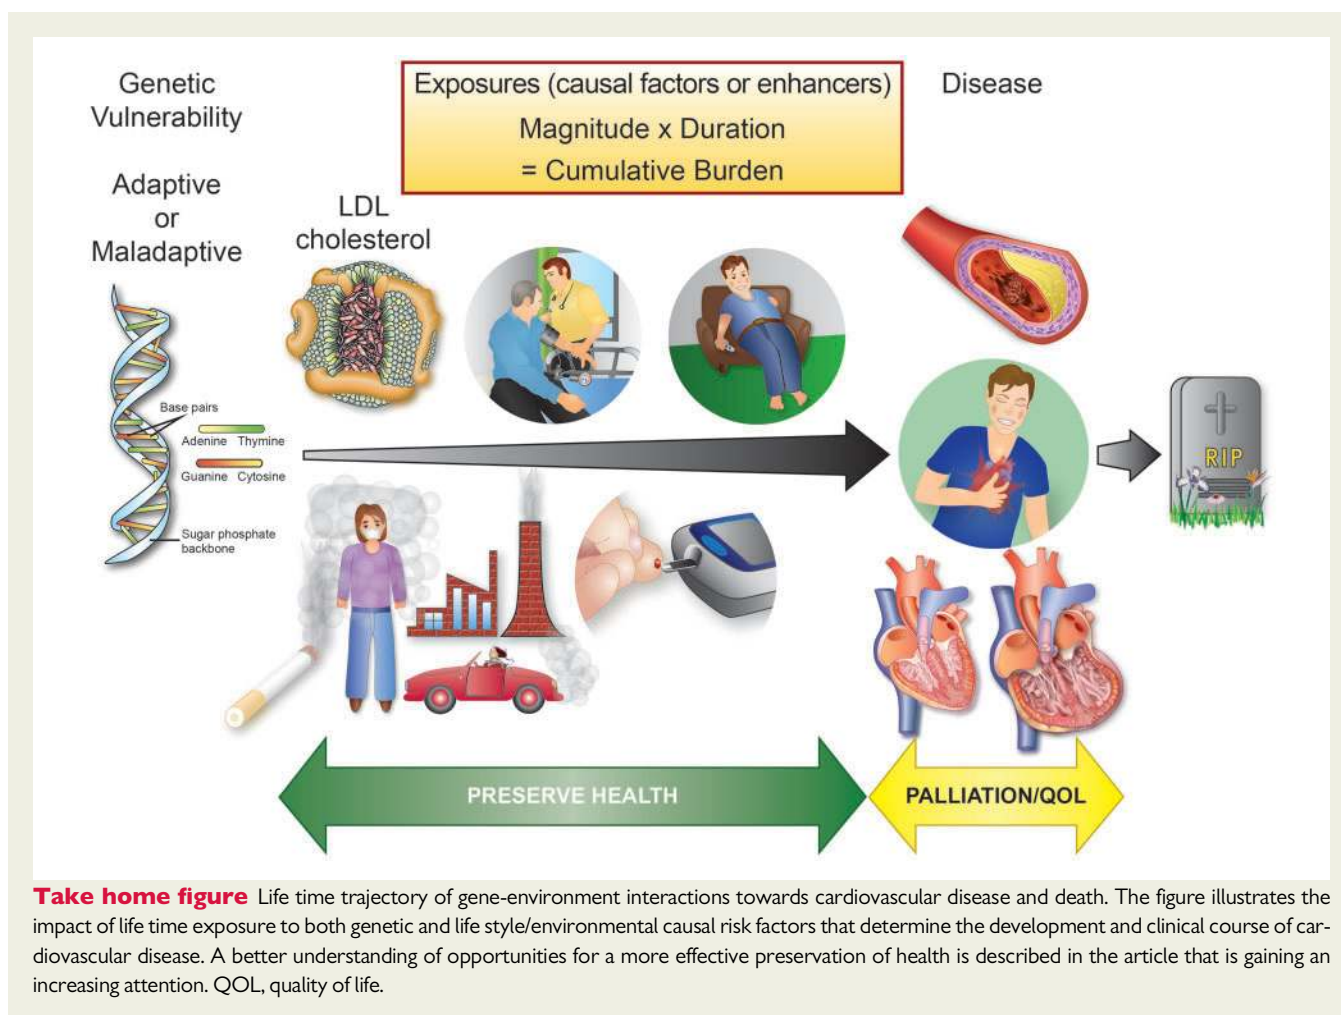 Genetic
Vulnerability
Adaptive
or
Maladaptive
Exposures (causal factors or enhancers)
Magnitude x Duration
= Cumulative Burden
Disease
LDL
cholesterol
Base pairs
Adenine Thymine
Guanine Cytosine
Sugar phosphate
backbone
RIP
PRESERVE HEALTH
PALLIATION/QOL
Take home figure Life time trajectory of gene-environment interactions towards cardiovascular disease and death. The figure illustrates the
impact of life time exposure to both genetic and life style/environmental causal risk factors that determine the development and clinical course of car-
diovascular disease. A better understanding of opportunities for a more effective preservation of health is described in the article that is gaining an
increasing attention. QOL, quality of life.